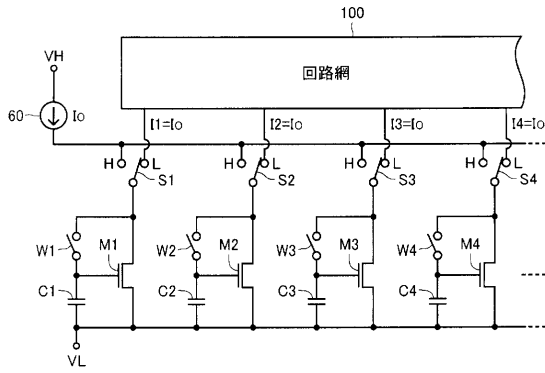 100
VH
回路網
60
Io
I1=Io
I2=Io
I3=Io
I4=Io
H
L
H
L
H
L
H
L
S1
S2
S3
S4
W1
M1
W2
M2
W3
M3
W4
M4
C1
C2
C3
C4
VL